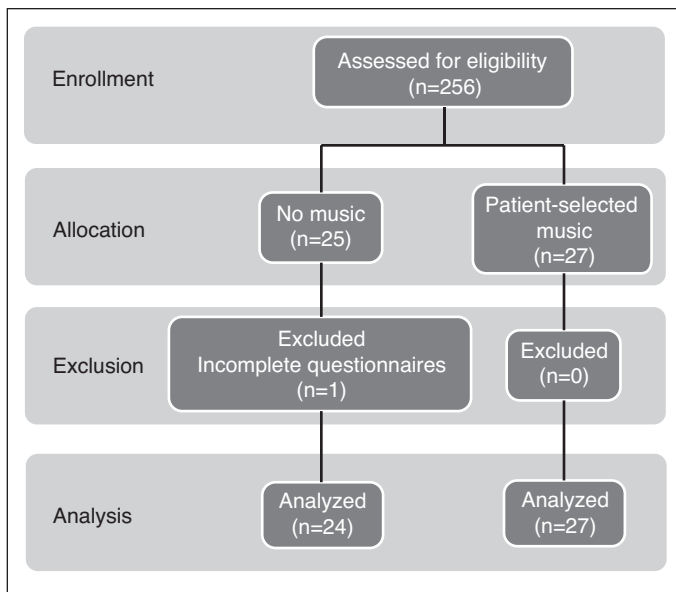 Enrollment
Assessed for eligibility
(n=256)
Allocation
No music
(n=25)
Patient-selected
music
(n=27)
Exclusion
Excluded
Incomplete questionnaires
(n=1)
Excluded
(n=0)
Analysis
Analyzed
(n=24)
Analyzed
(n=27)